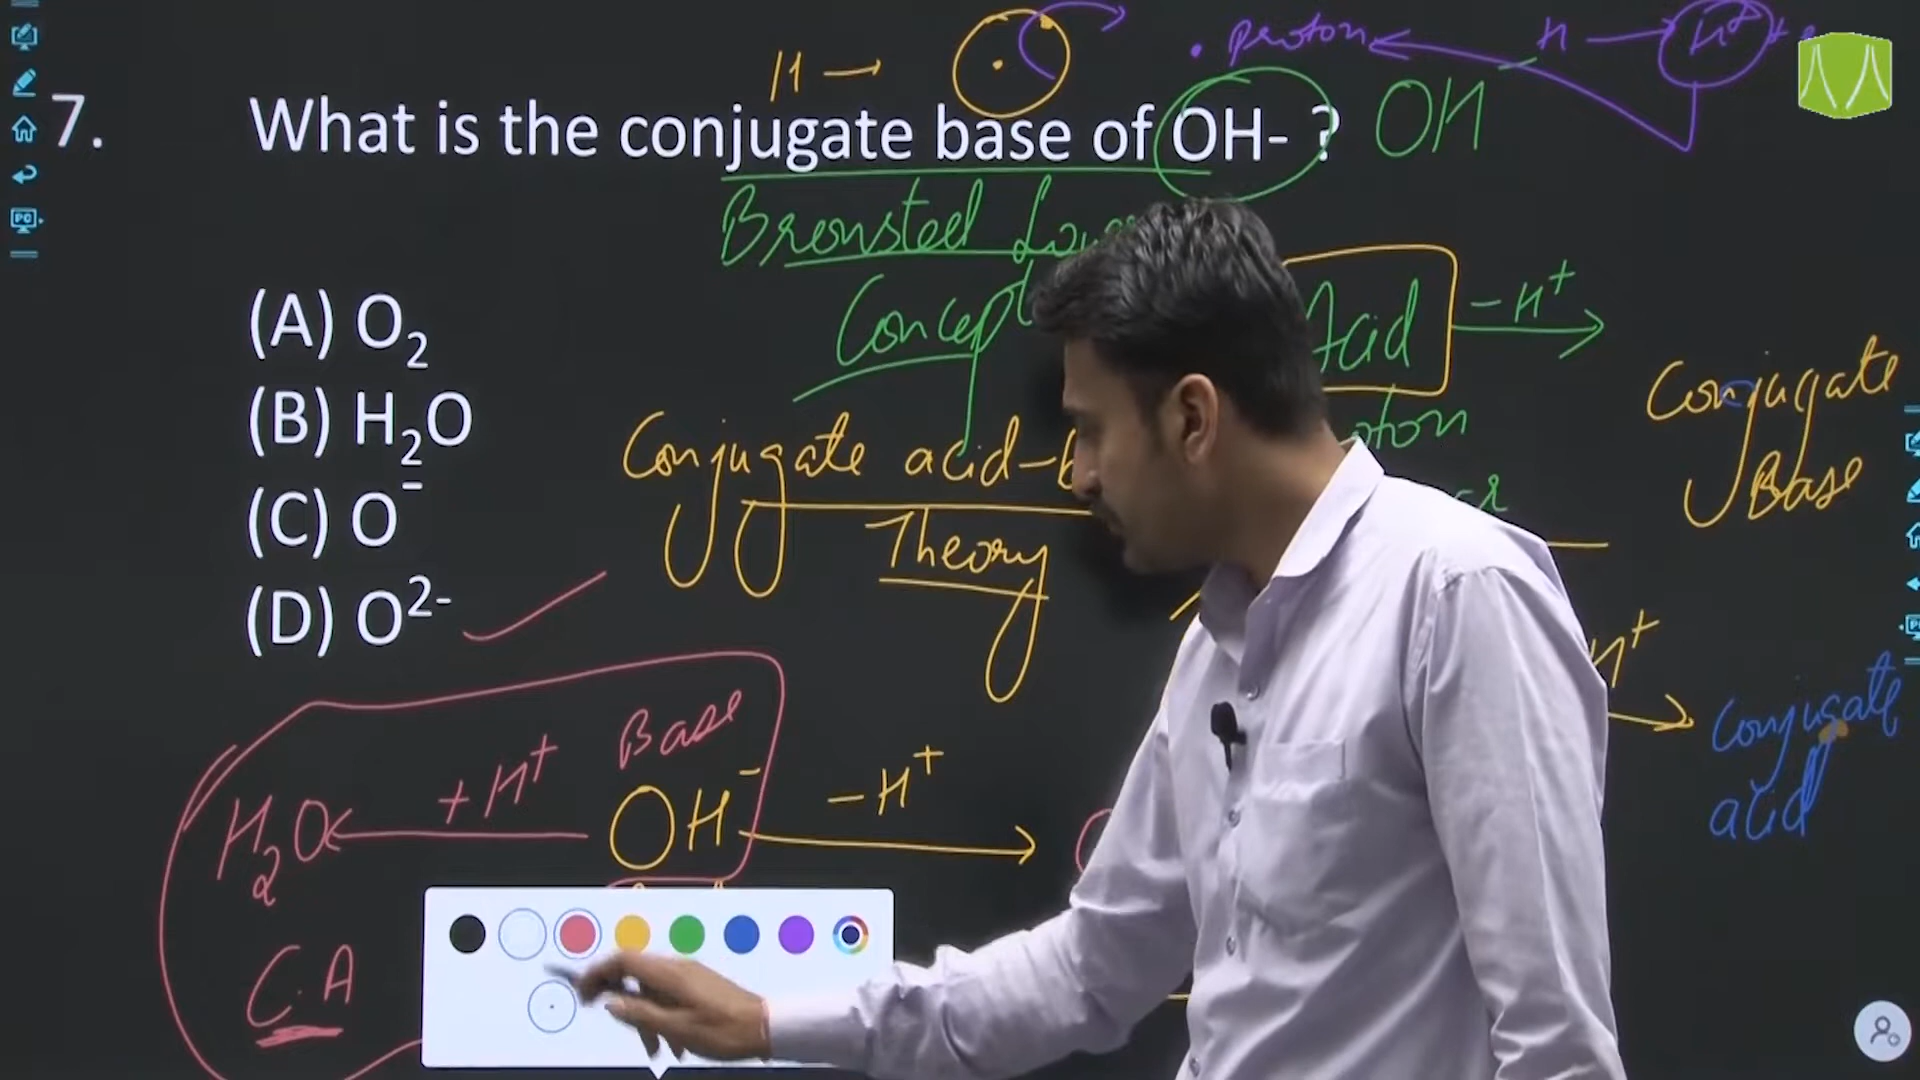 H →
• proton
H → H⁺ +
7. What is the conjugate base of OH- ? OH⁻
Bronsted
Concept
Acid -H⁺ →
Conjugate
Base
(A) O₂
(B) H₂O
(C) O⁻
(D) O²⁻
Conjugate acid-b
Theory
H⁺
Conjugate
acid
Base
H₂O ← +H⁺ OH⁻ -H⁺ →
C.A
PC